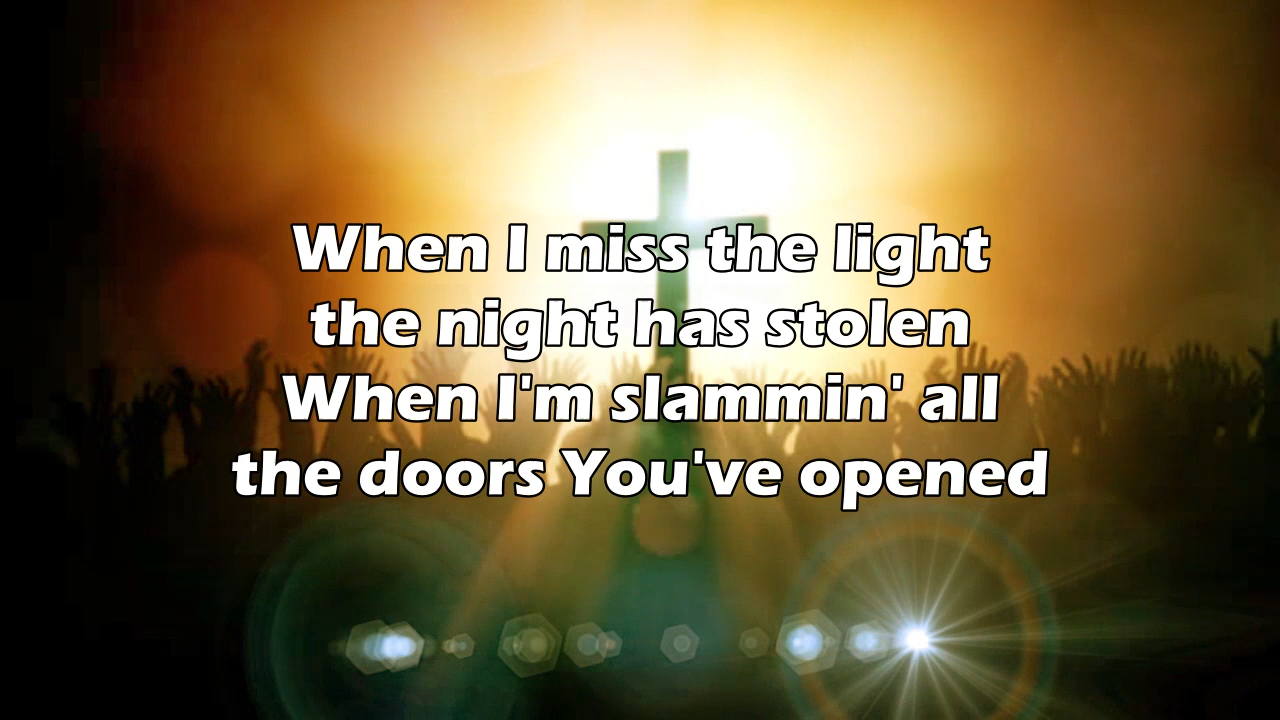 When I miss the light
the night has stolen
When I'm slammin' all
the doors You've opened